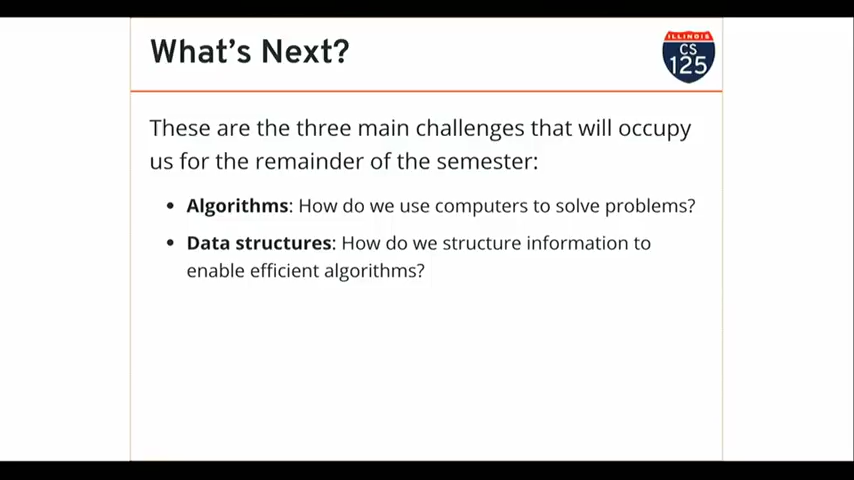 What's Next?
ILLINOIS
CS
125
These are the three main challenges that will occupy
us for the remainder of the semester:
• Algorithms: How do we use computers to solve problems?
• Data structures: How do we structure information to
enable efficient algorithms?